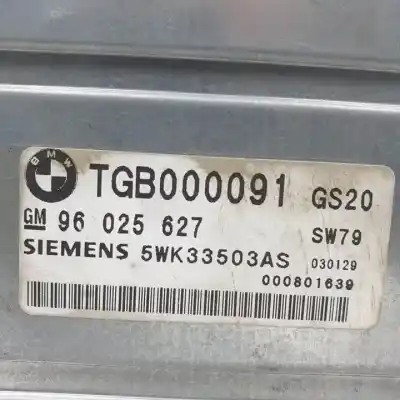 BMW
TGB000091 GS20
GM 96 025 627 SW79
SIEMENS 5WK33503AS 030129
000801639